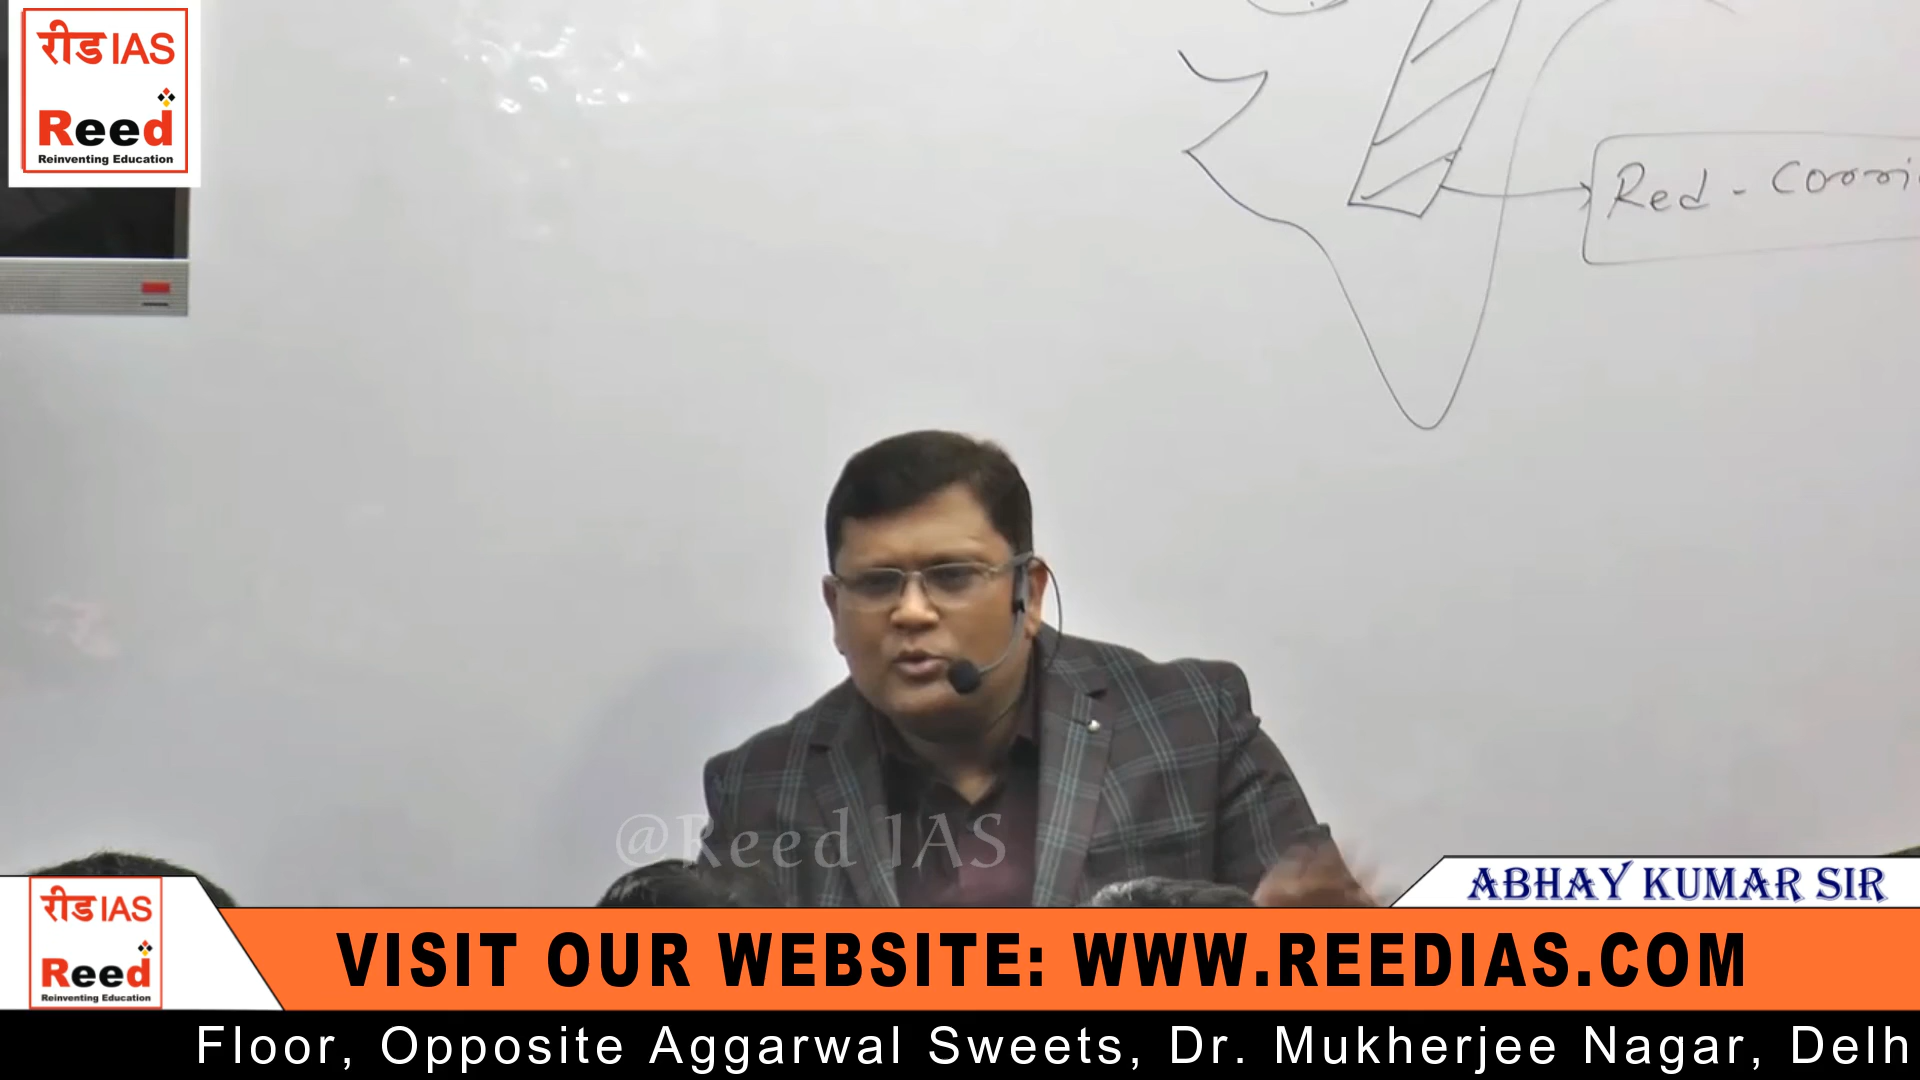 रीड IAS
Reed
Reinventing Education
Red-Corri
@Reed IAS
ABHAY KUMAR SIR
रीड IAS
Reed
Reinventing Education
VISIT OUR WEBSITE: WWW.REEDIAS.COM
Floor, Opposite Aggarwal Sweets, Dr. Mukherjee Nagar, Delh